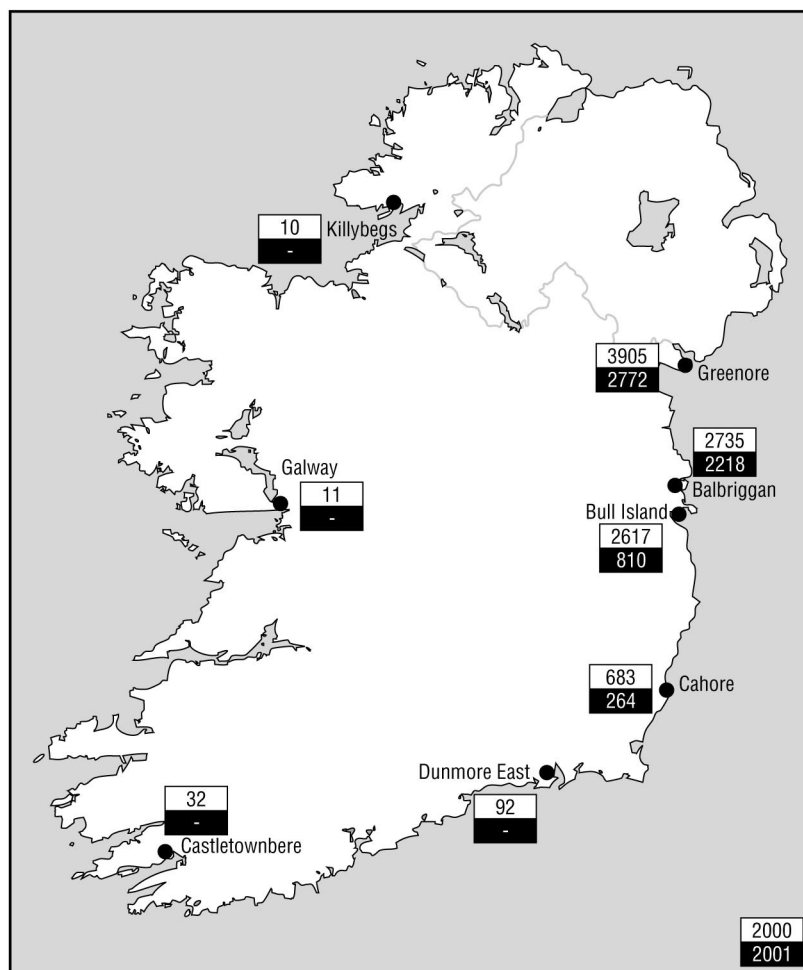 10
-
Killybegs
3905
2772
Greenore
2735
2218
Balbriggan
Galway
11
-
Bull Island
2617
810
683
264
Cahore
Dunmore East
92
-
32
-
Castletownbere
2000
2001